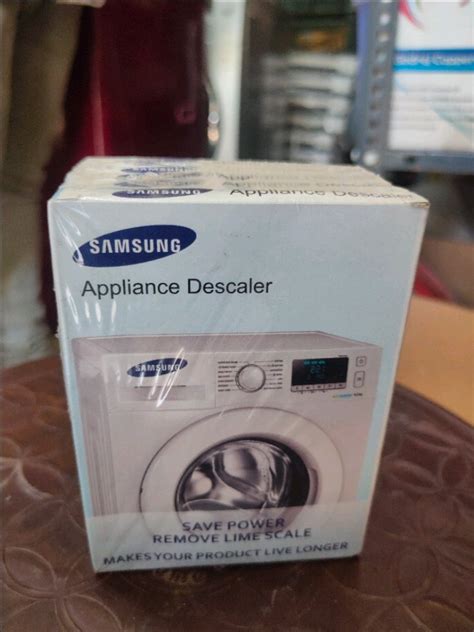 SAMSUNG
Appliance Descaler
SAMSUNG
Appliance Descaler
SAMSUNG
SAVE POWER
REMOVE LIME SCALE
MAKES YOUR PRODUCT LIVE LONGER